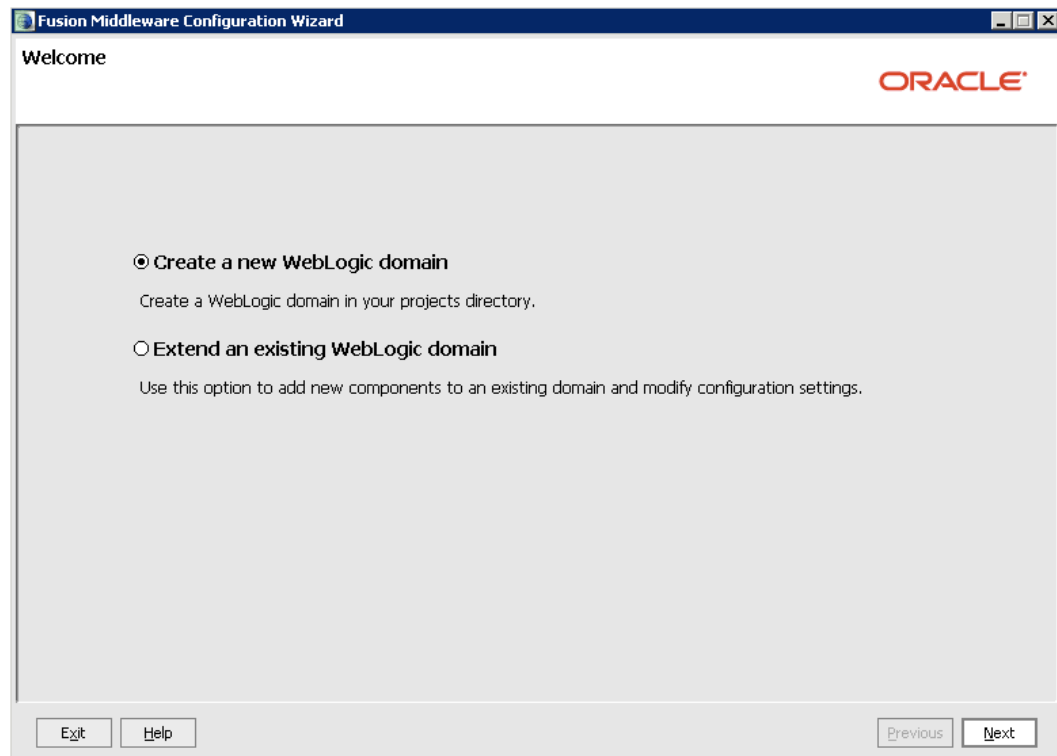 Fusion Middleware Configuration Wizard
Welcome
ORACLE
Create a new WebLogic domain
Create a WebLogic domain in your projects directory.
Extend an existing WebLogic domain
Use this option to add new components to an existing domain and modify configuration settings.
Exit Help Previous Next